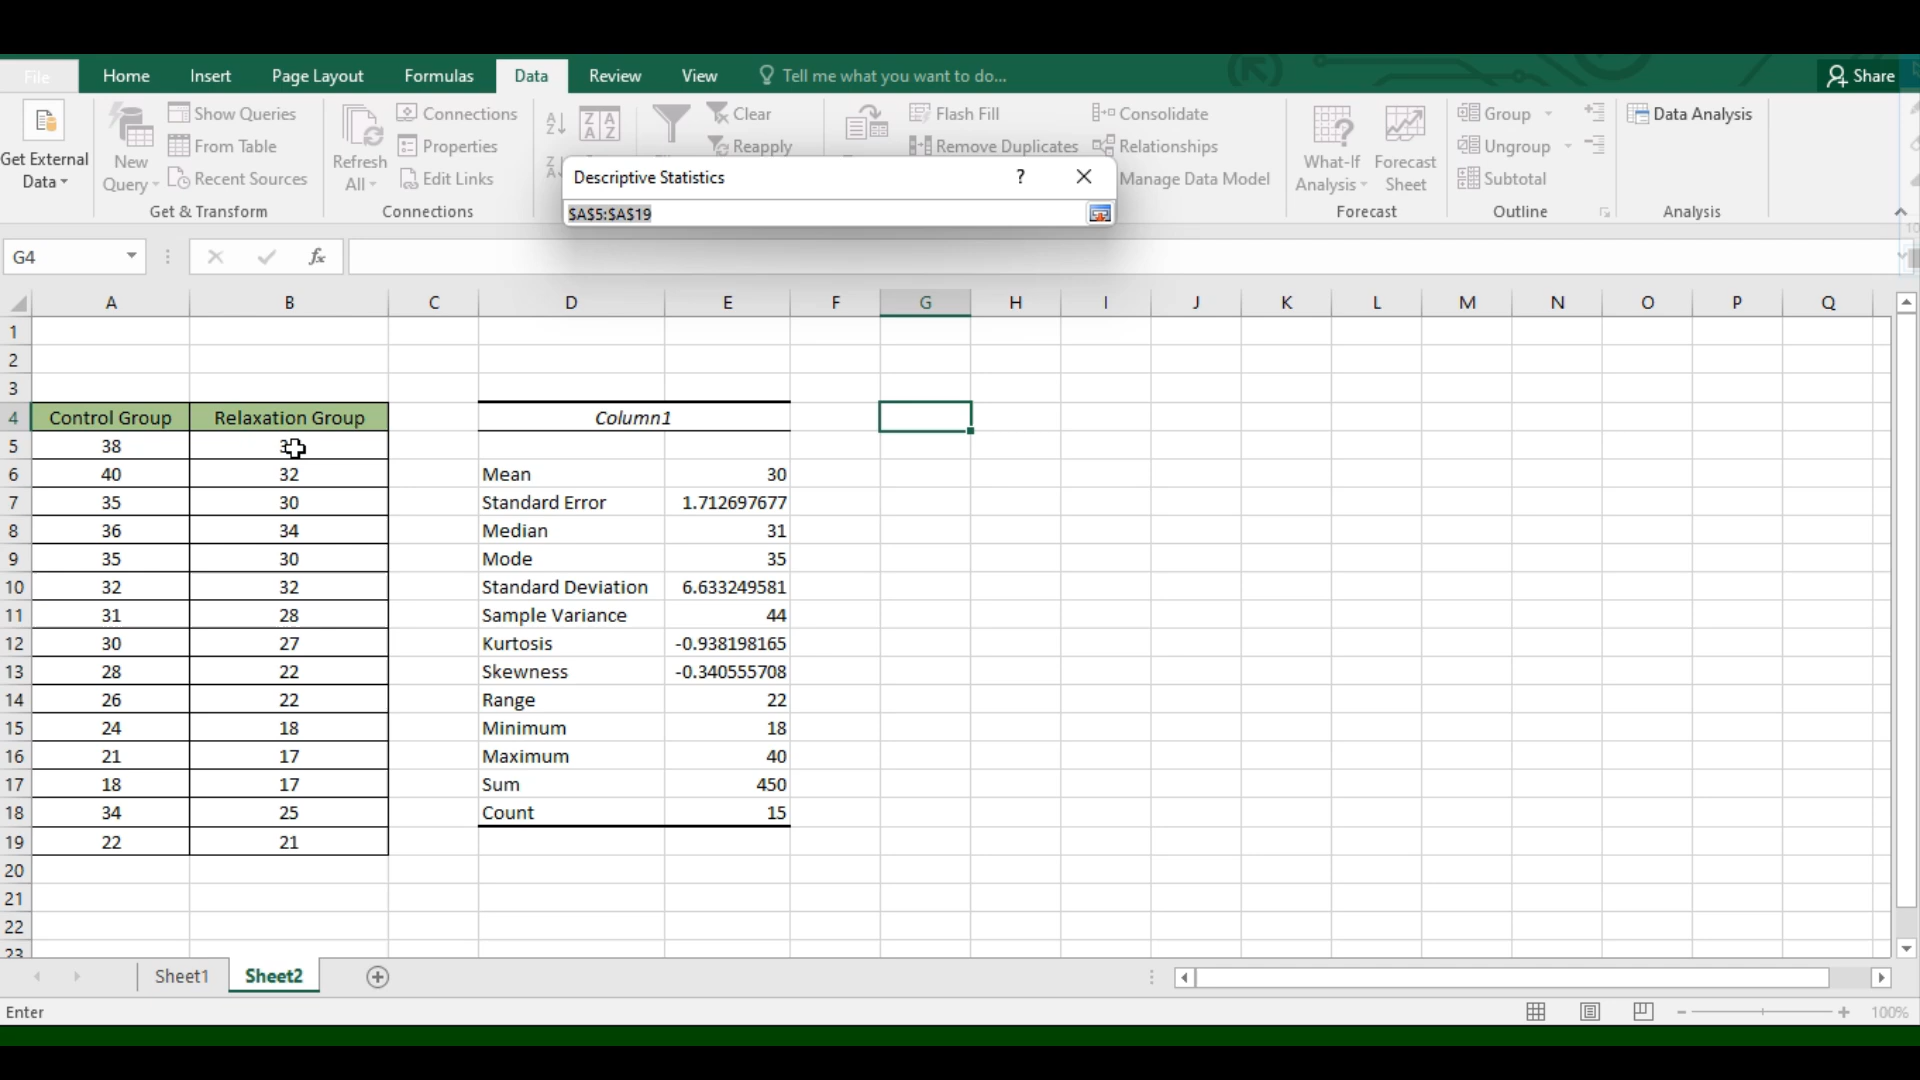 File Home Insert Page Layout Formulas Data Review View Tell me what you want to do... Share
Get External Data
New Query
Show Queries
From Table
Recent Sources
Get & Transform
Refresh All
Connections
Properties
Edit Links
Connections
Clear
Reapply
Flash Fill
Remove Duplicates
Consolidate
Relationships
Manage Data Model
What-If Analysis
Forecast Sheet
Forecast
Group
Ungroup
Subtotal
Outline
Data Analysis
Analysis
Descriptive Statistics ?
$A$5:$A$19
G4 fx
A B C D E F G H I J K L M N O P Q
1
2
3
4 Control Group Relaxation Group Column1
5 38
6 40 32 Mean 30
7 35 30 Standard Error 1.712697677
8 36 34 Median 31
9 35 30 Mode 35
10 32 32 Standard Deviation 6.633249581
11 31 28 Sample Variance 44
12 30 27 Kurtosis -0.938198165
13 28 22 Skewness -0.340555708
14 26 22 Range 22
15 24 18 Minimum 18
16 21 17 Maximum 40
17 18 17 Sum 450
18 34 25 Count 15
19 22 21
20
21
22
23
Sheet1 Sheet2
Enter 100%